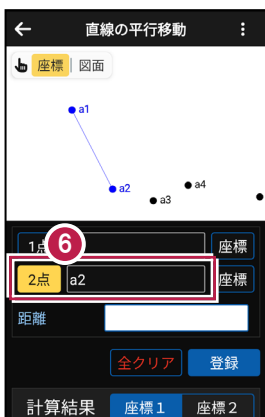 直線の平行移動
座標 図面
a1
a2
a3
a4
1点 座標
6
2点 a2 座標
距離
全クリア 登録
計算結果 座標1 座標2